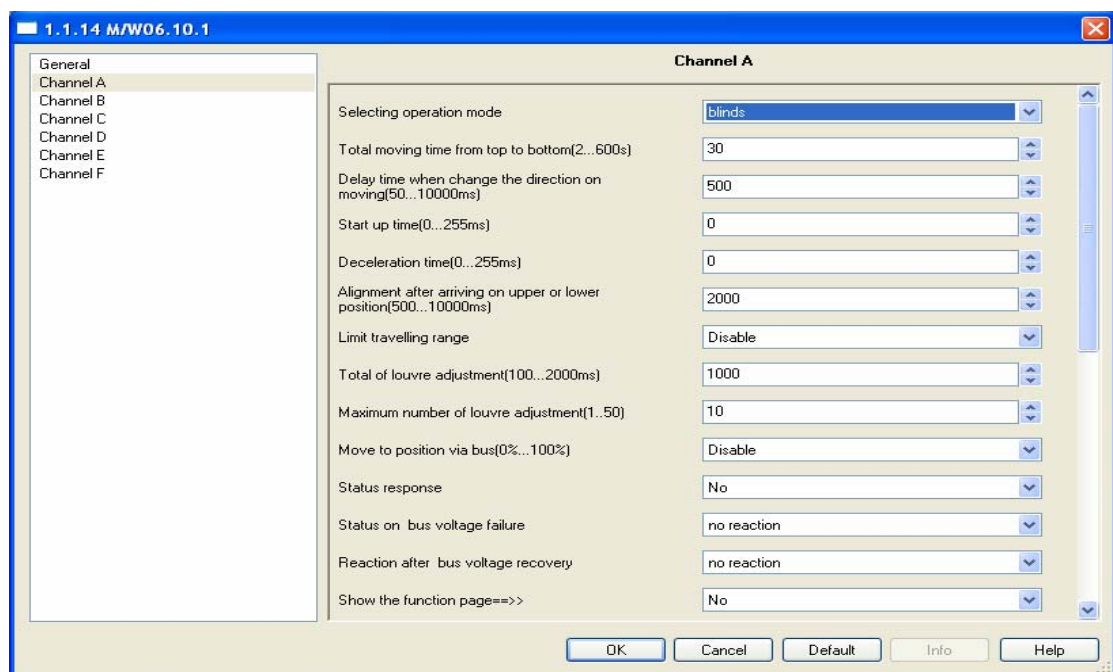 1.1.14 M/W06.10.1
General
Channel A
Channel B
Channel C
Channel D
Channel E
Channel F
Channel A
Selecting operation mode
blinds
Total moving time from top to bottom(2...600s)
30
Delay time when change the direction on
moving(50...10000ms)
500
Start up time(0...255ms)
0
Deceleration time(0...255ms)
0
Alignment after arriving on upper or lower
position(500...10000ms)
2000
Limit travelling range
Disable
Total of louvre adjustment(100...2000ms)
1000
Maximum number of louvre adjustment(1..50)
10
Move to position via bus(0%...100%)
Disable
Status response
No
Status on bus voltage failure
no reaction
Reaction after bus voltage recovery
no reaction
Show the function page==>>
No
OK
Cancel
Default
Info
Help